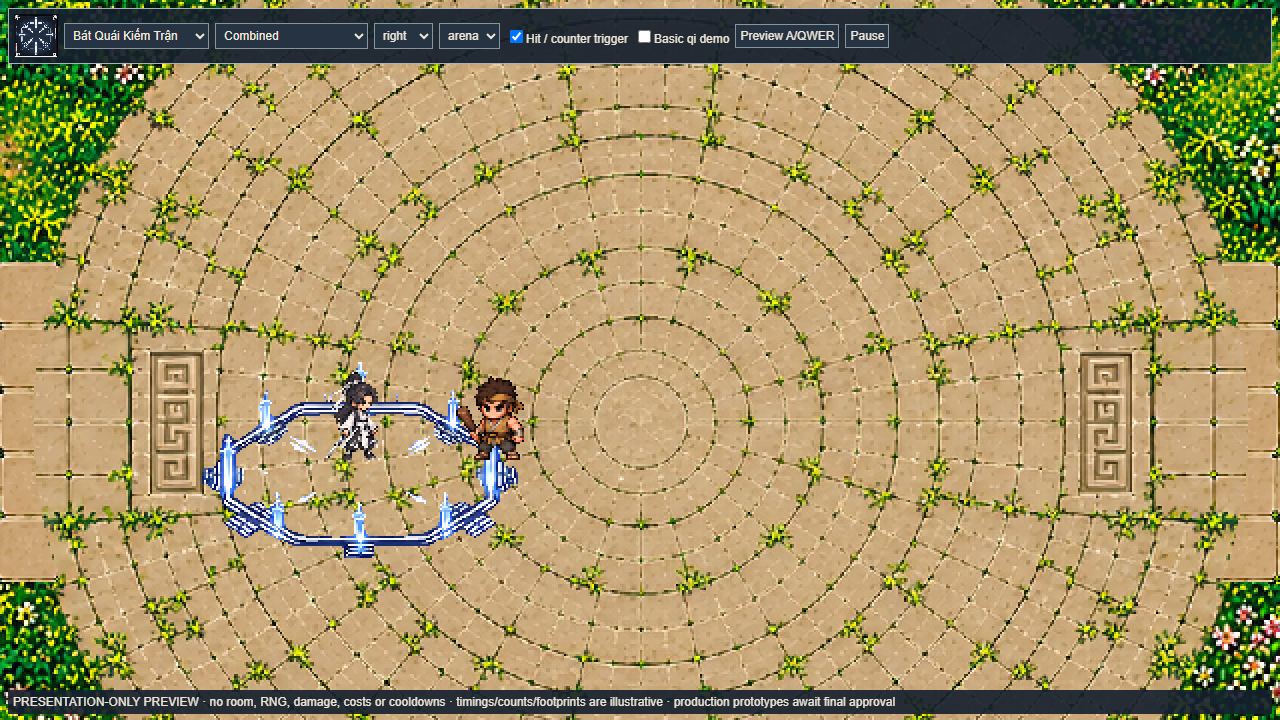 Bát Quái Kiếm Trận Combined right arena Hit / counter trigger Basic qi demo Preview A/QWER Pause
PRESENTATION-ONLY PREVIEW · no room, RNG, damage, costs or cooldowns · timings/counts/footprints are illustrative · production prototypes await final approval